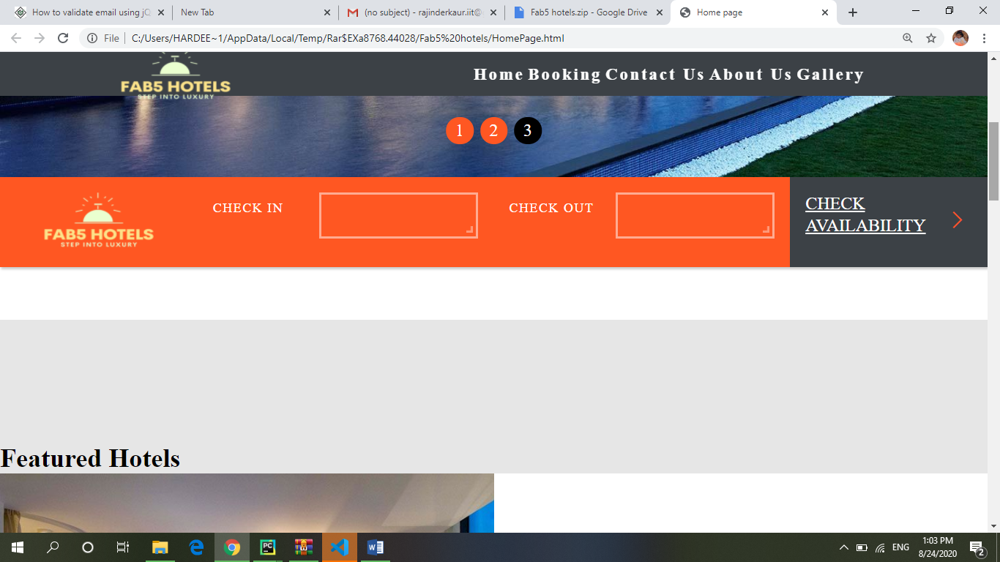 How to validate email using jQ
New Tab
(no subject) - rajinderkaur.iit@
Fab5 hotels.zip - Google Drive
Home page
File
C:/Users/HARDEE~1/AppData/Local/Temp/Rar$EXa8768.44028/Fab5%20hotels/HomePage.html
FAB5 HOTELS
STEP INTO LUXURY
Home Booking Contact Us About Us Gallery
1 2 3
FAB5 HOTELS
STEP INTO LUXURY
CHECK IN
CHECK OUT
CHECK
AVAILABILITY
Featured Hotels
PC
W
ENG
1:03 PM
8/24/2020
2